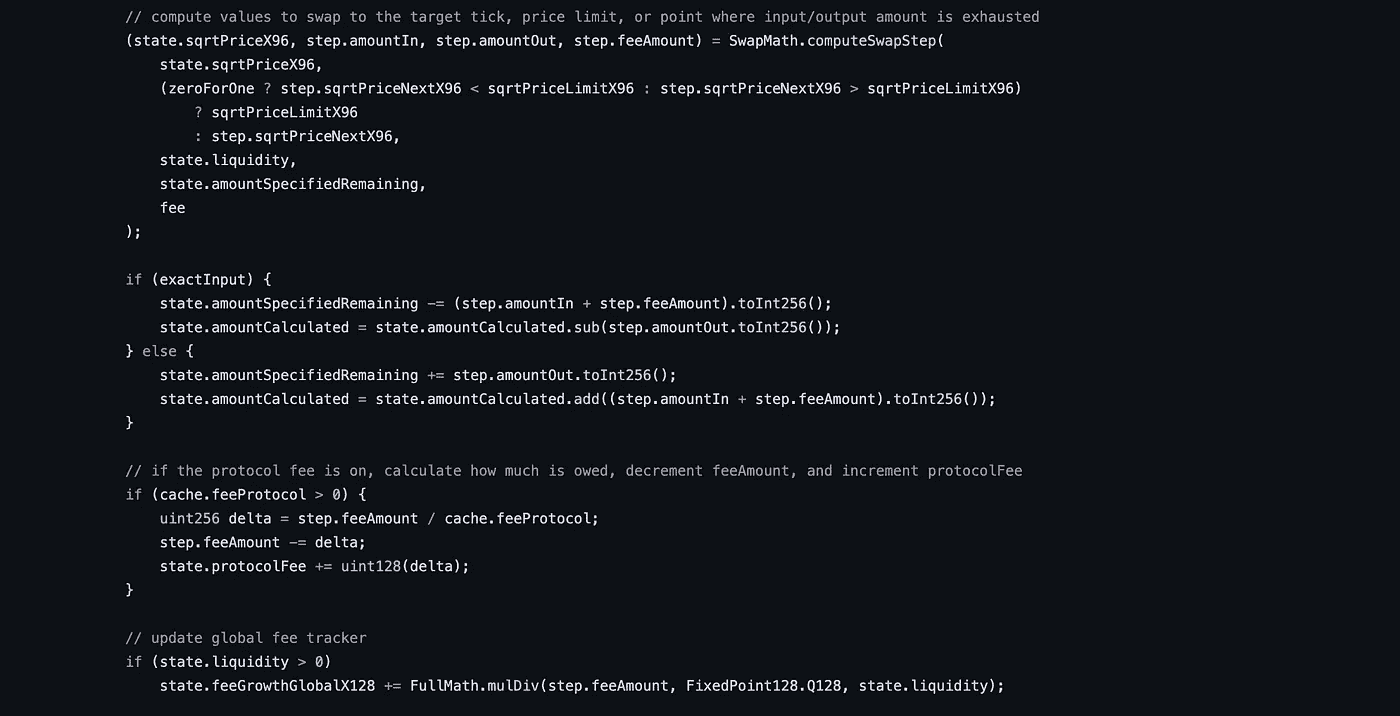 // compute values to swap to the target tick, price limit, or point where input/output amount is exhausted
(state.sqrtPriceX96, step.amountIn, step.amountOut, step.feeAmount) = SwapMath.computeSwapStep(
    state.sqrtPriceX96,
    (zeroForOne ? step.sqrtPriceNextX96 < sqrtPriceLimitX96 : step.sqrtPriceNextX96 > sqrtPriceLimitX96)
        ? sqrtPriceLimitX96
        : step.sqrtPriceNextX96,
    state.liquidity,
    state.amountSpecifiedRemaining,
    fee
);

if (exactInput) {
    state.amountSpecifiedRemaining -= (step.amountIn + step.feeAmount).toInt256();
    state.amountCalculated = state.amountCalculated.sub(step.amountOut.toInt256());
} else {
    state.amountSpecifiedRemaining += step.amountOut.toInt256();
    state.amountCalculated = state.amountCalculated.add((step.amountIn + step.feeAmount).toInt256());
}

// if the protocol fee is on, calculate how much is owed, decrement feeAmount, and increment protocolFee
if (cache.feeProtocol > 0) {
    uint256 delta = step.feeAmount / cache.feeProtocol;
    step.feeAmount -= delta;
    state.protocolFee += uint128(delta);
}

// update global fee tracker
if (state.liquidity > 0)
    state.feeGrowthGlobalX128 += FullMath.mulDiv(step.feeAmount, FixedPoint128.Q128, state.liquidity);